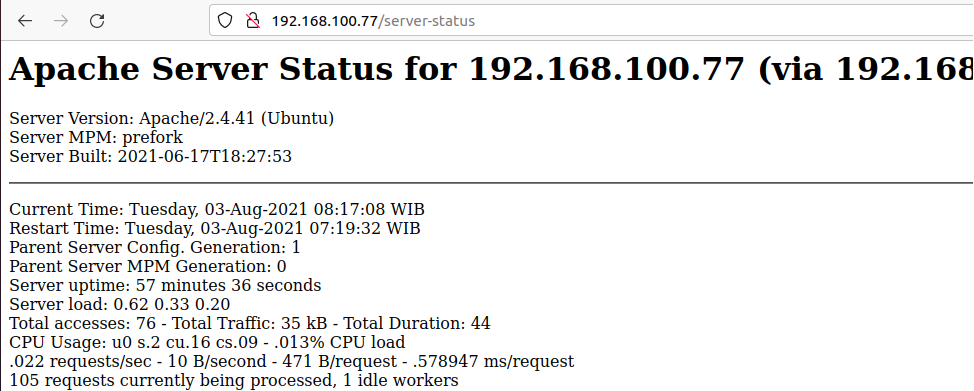 192.168.100.77/server-status
Apache Server Status for 192.168.100.77 (via 192.168
Server Version: Apache/2.4.41 (Ubuntu)
Server MPM: prefork
Server Built: 2021-06-17T18:27:53
Current Time: Tuesday, 03-Aug-2021 08:17:08 WIB
Restart Time: Tuesday, 03-Aug-2021 07:19:32 WIB
Parent Server Config. Generation: 1
Parent Server MPM Generation: 0
Server uptime: 57 minutes 36 seconds
Server load: 0.62 0.33 0.20
Total accesses: 76 - Total Traffic: 35 kB - Total Duration: 44
CPU Usage: u0 s.2 cu.16 cs.09 - .013% CPU load
.022 requests/sec - 10 B/second - 471 B/request - .578947 ms/request
105 requests currently being processed, 1 idle workers